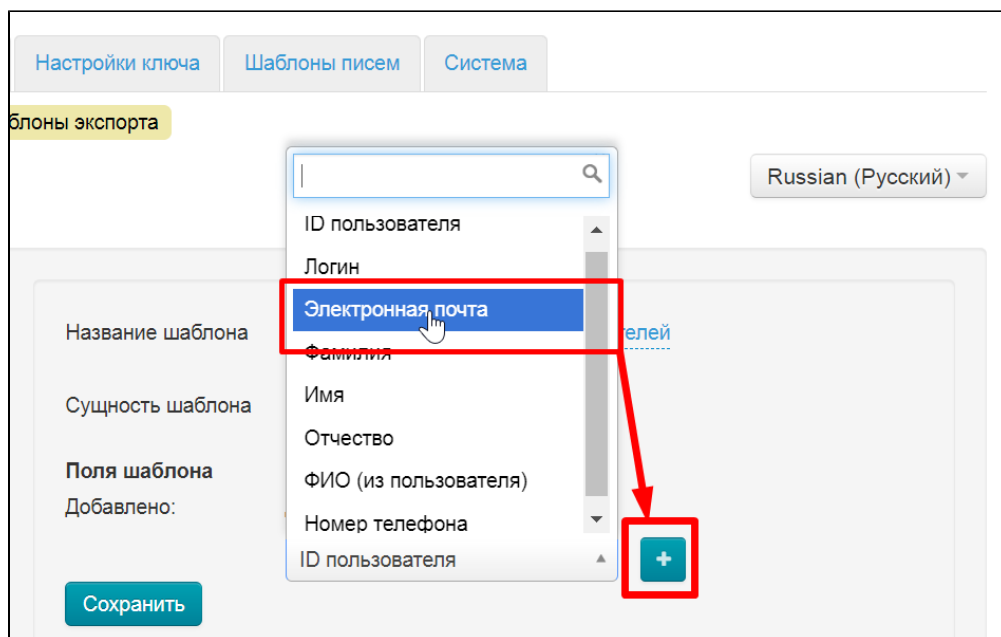 Настройки ключа
Шаблоны писем
Система
блоны экспорта
Russian (Русский)
ID пользователя
Логин
Электронная почта
Название шаблона
телей
Фамилия
Имя
Сущность шаблона
Отчество
Поля шаблона
ФИО (из пользователя)
Добавлено:
Номер телефона
ID пользователя
+
Сохранить